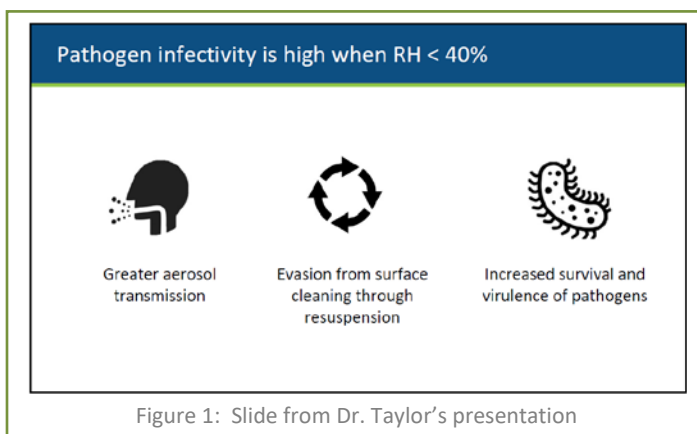 Pathogen infectivity is high when RH < 40%
Greater aerosol
transmission
Evasion from surface
cleaning through
resuspension
Increased survival and
virulence of pathogens
Figure 1:  Slide from Dr. Taylor’s presentation